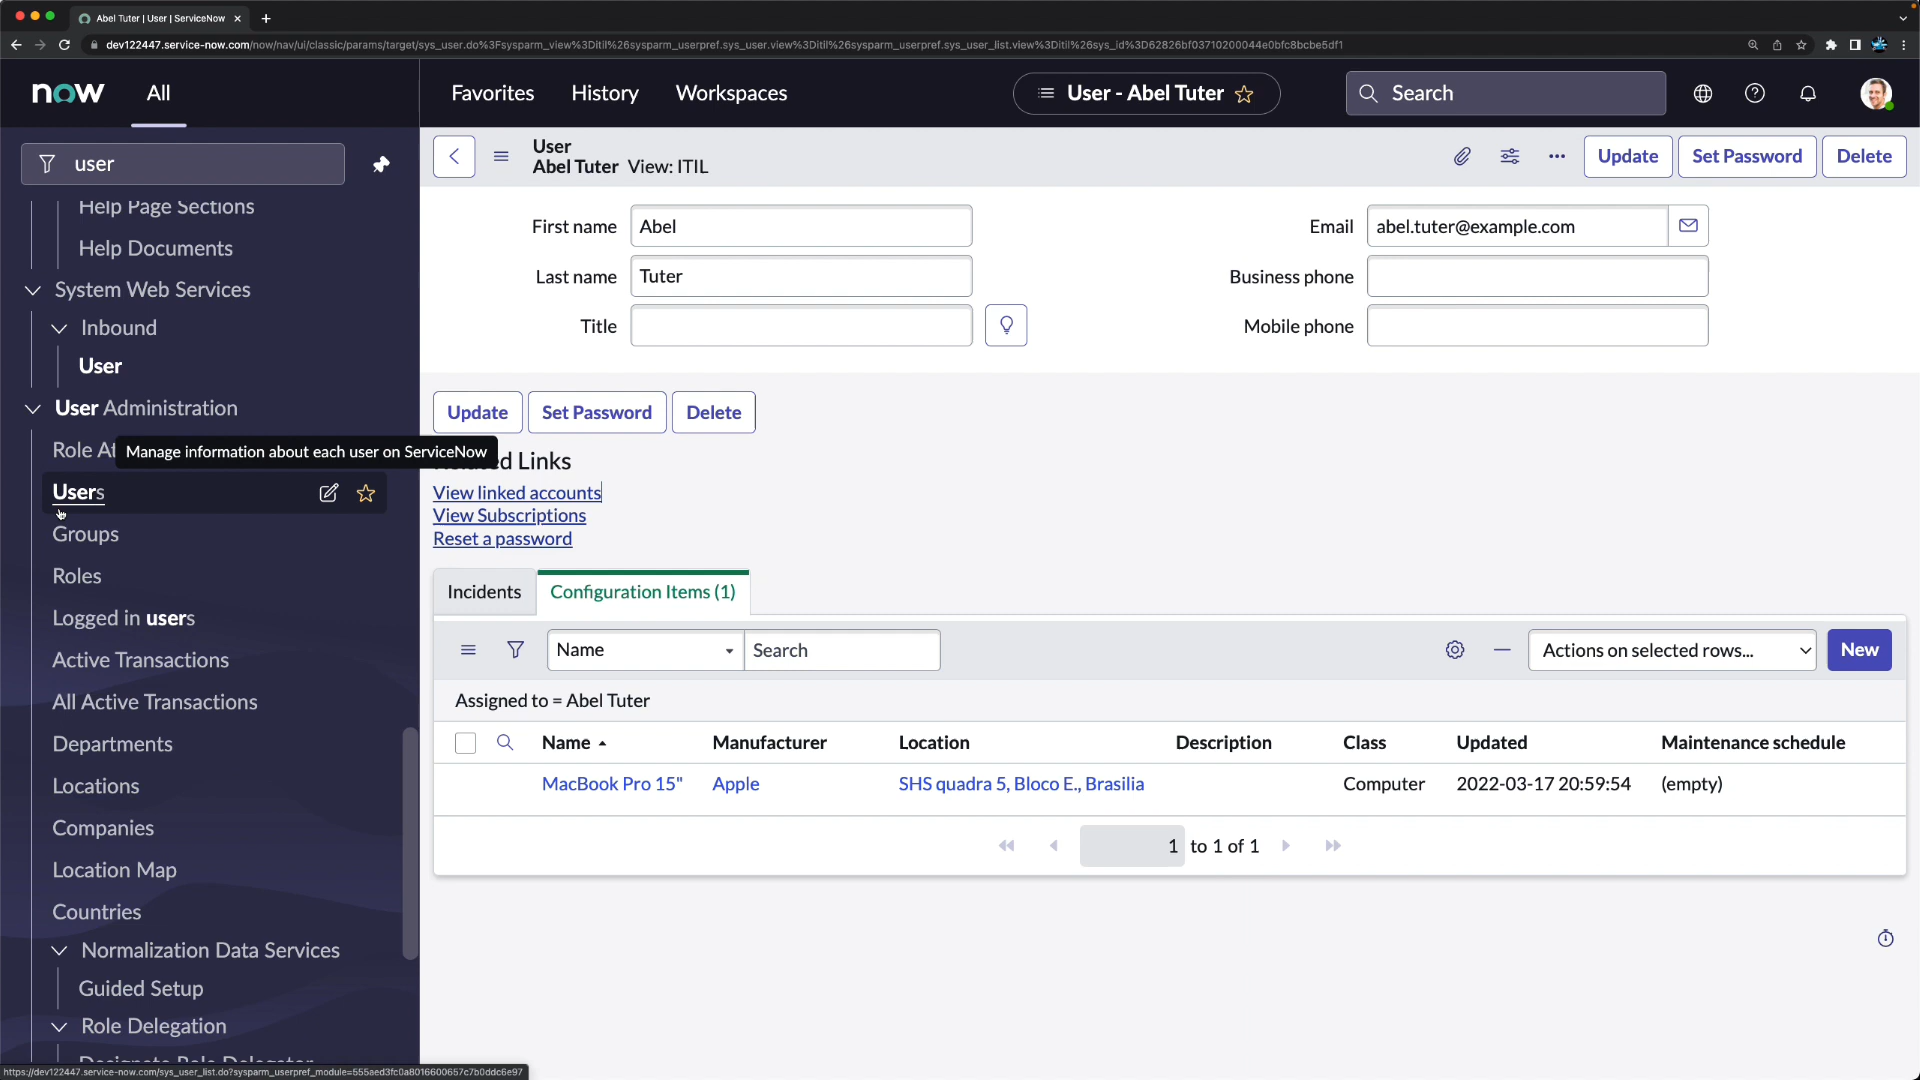 Abel Tuter | User | ServiceNow
dev122447.service-now.com/now/nav/ui/classic/params/target/sys_user.do%3Fsysparm_view%3Ditil%26sysparm_userpref.sys_user.view%3Ditil%26sysparm_userpref.sys_user_list.view%3Ditil%26sys_id%3D62826bf03710200044e0bfc8bcbe5df1
now
All
Favorites
History
Workspaces
User - Abel Tuter
Search
user
Help Page Sections
Help Documents
System Web Services
Inbound
User
User Administration
Role At
Manage information about each user on ServiceNow
Users
Groups
Roles
Logged in users
Active Transactions
All Active Transactions
Departments
Locations
Companies
Location Map
Countries
Normalization Data Services
Guided Setup
Role Delegation
Designate Role Delegator
https://dev122447.service-now.com/sys_user_list.do?sysparm_userpref_module=555aed3fc0a8016600657c7b0ddc6e97
User
Abel Tuter View: ITIL
Update
Set Password
Delete
First name
Abel
Last name
Tuter
Title
Email
abel.tuter@example.com
Business phone
Mobile phone
Update
Set Password
Delete
d Links
View linked accounts
View Subscriptions
Reset a password
Incidents
Configuration Items (1)
Name
Search
Actions on selected rows...
New
Assigned to = Abel Tuter
Name Manufacturer Location Description Class Updated Maintenance schedule
MacBook Pro 15" Apple SHS quadra 5, Bloco E., Brasilia Computer 2022-03-17 20:59:54 (empty)
1 to 1 of 1